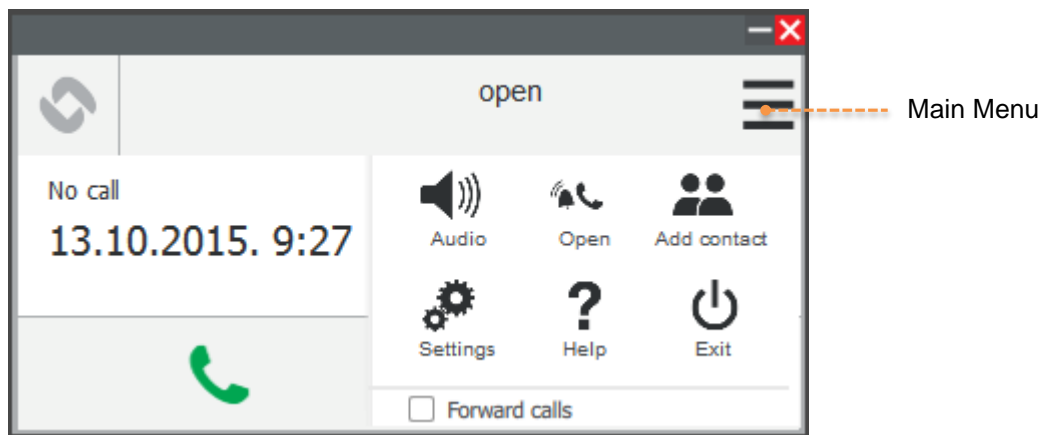 open
Main Menu
No call
13.10.2015. 9:27
Audio
Open
Add contact
Settings
Help
Exit
Forward calls